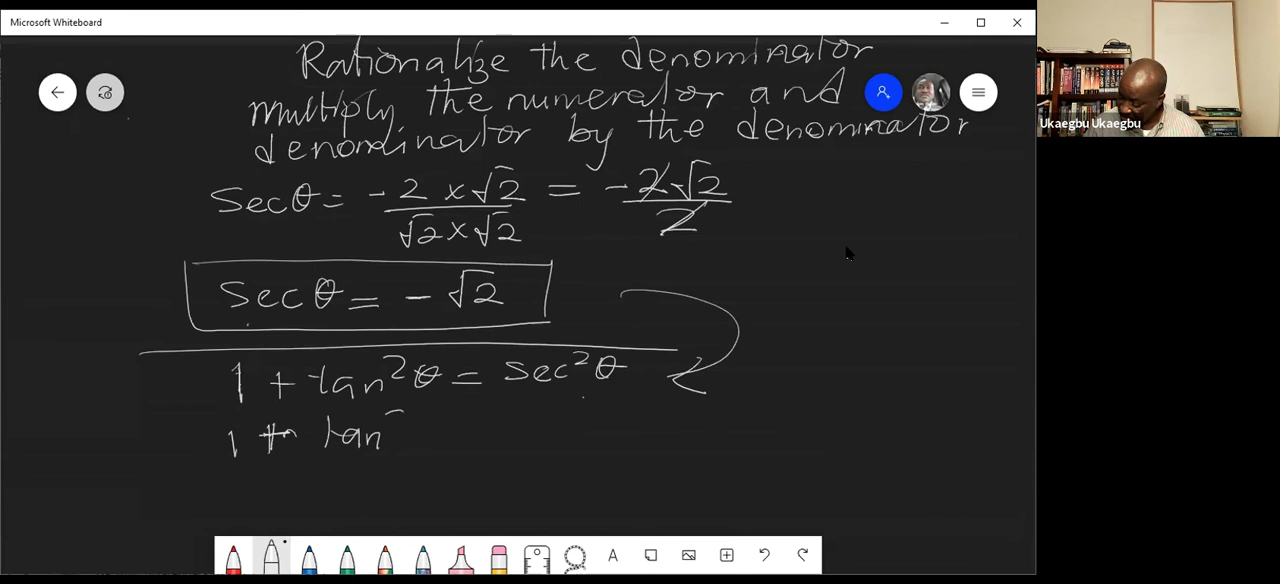 Microsoft Whiteboard
Rationalize the denominator
multiply the numerator and
denominator by the denominator
Secθ = -2 x √2 / √2 x √2 = -2√2 / 2
Secθ = - √2
1 + tan²θ = sec²θ
1 + tan
Ukaegbu Ukaegbu
A